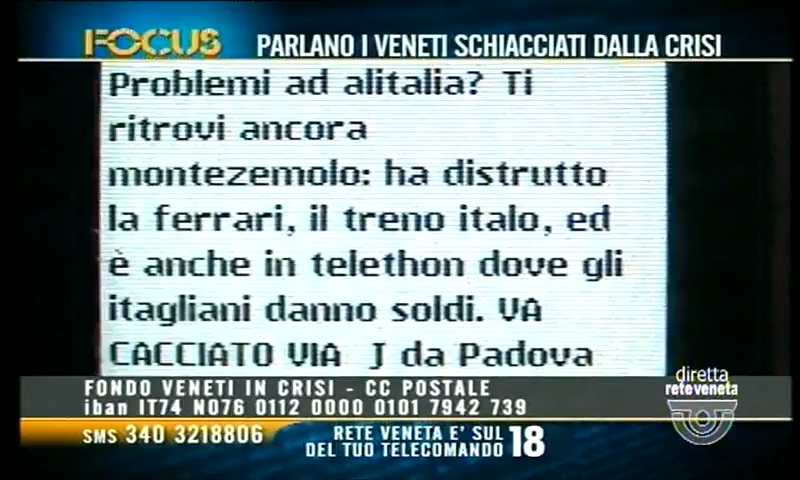 FOCUS PARLANO I VENETI SCHIACCIATI DALLA CRISI
Problemi ad alitalia? Ti
ritrovi ancora
montezemolo: ha distrutto
la ferrari, il treno italo, ed
è anche in telethon dove gli
itagliani danno soldi. VA
CACCIATO VIA J da Padova
diretta
reteveneta
FONDO VENETI IN CRISI - CC POSTALE
iban IT74 N076 0112 0000 0101 7942 739
SMS 340 3218806
RETE VENETA E' SUL
DEL TUO TELECOMANDO 18